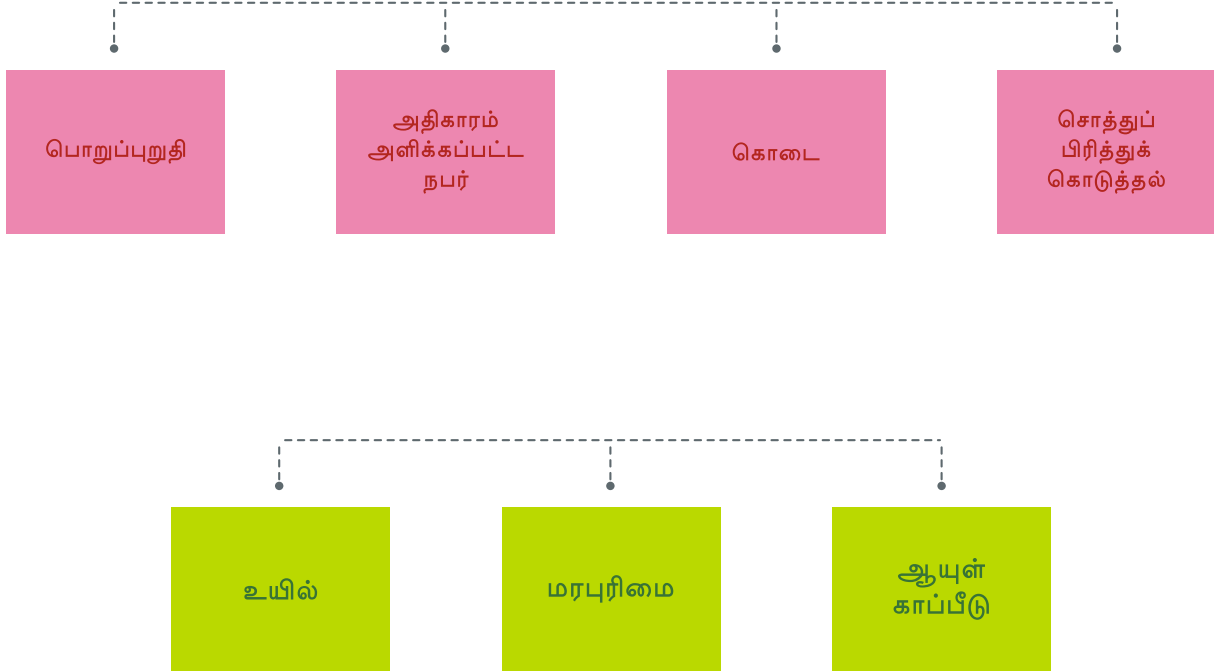 பொறுப்புறுதி
அதிகாரம்
அளிக்கப்பட்ட
நபர்
கொடை
சொத்துப்
பிரித்துக்
கொடுத்தல்
உயில்
மரபுரிமை
ஆயுள்
காப்பீடு